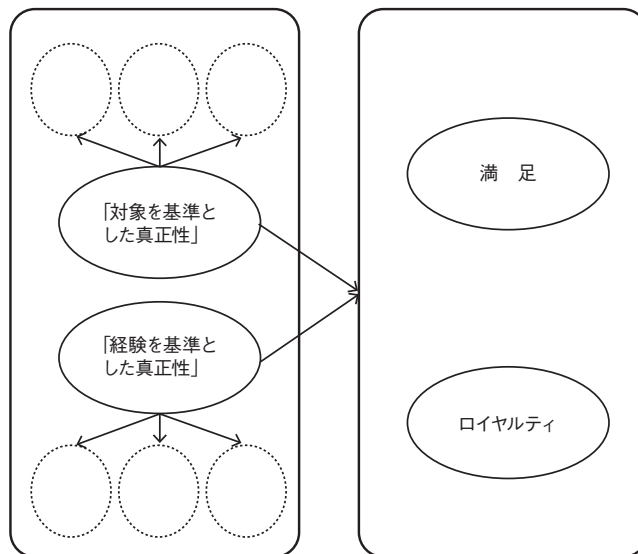 「対象を基準と
した真正性」
「経験を基準と
した真正性」
満　足
ロイヤルティ